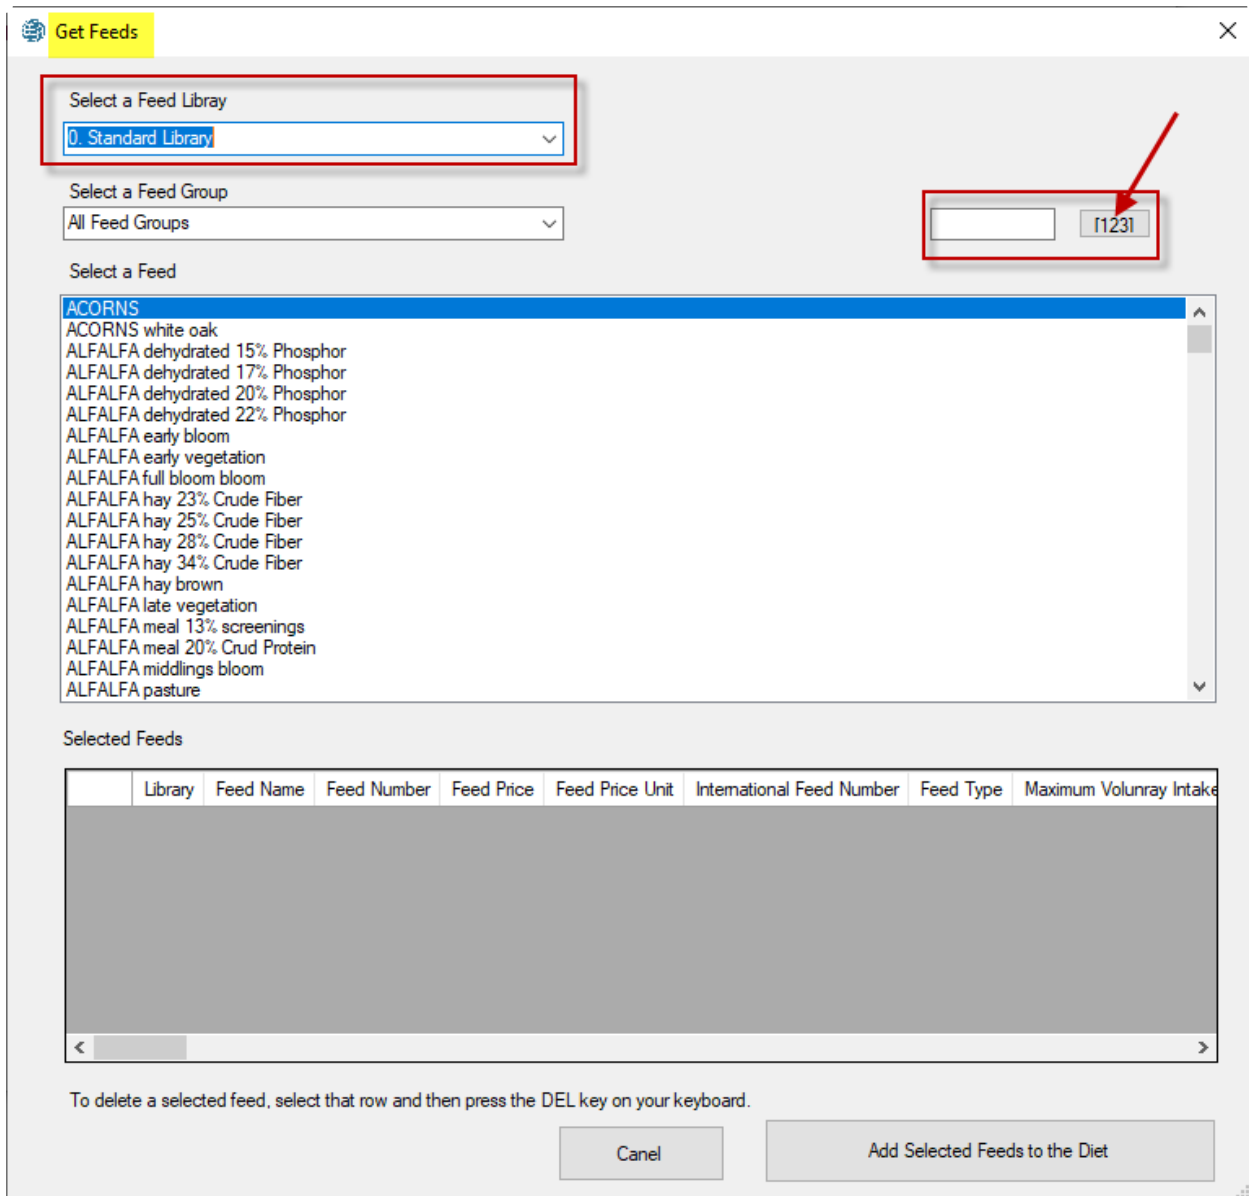 Get Feeds
Select a Feed Libray
0. Standard Library
Select a Feed Group
All Feed Groups
[123]
Select a Feed
ACORNS
ACORNS white oak
ALFALFA dehydrated 15% Phosphor
ALFALFA dehydrated 17% Phosphor
ALFALFA dehydrated 20% Phosphor
ALFALFA dehydrated 22% Phosphor
ALFALFA early bloom
ALFALFA early vegetation
ALFALFA full bloom bloom
ALFALFA hay 23% Crude Fiber
ALFALFA hay 25% Crude Fiber
ALFALFA hay 28% Crude Fiber
ALFALFA hay 34% Crude Fiber
ALFALFA hay brown
ALFALFA late vegetation
ALFALFA meal 13% screenings
ALFALFA meal 20% Crud Protein
ALFALFA middlings bloom
ALFALFA pasture
Selected Feeds
Library Feed Name Feed Number Feed Price Feed Price Unit International Feed Number Feed Type Maximum Volunray Intake
To delete a selected feed, select that row and then press the DEL key on your keyboard.
Canel Add Selected Feeds to the Diet